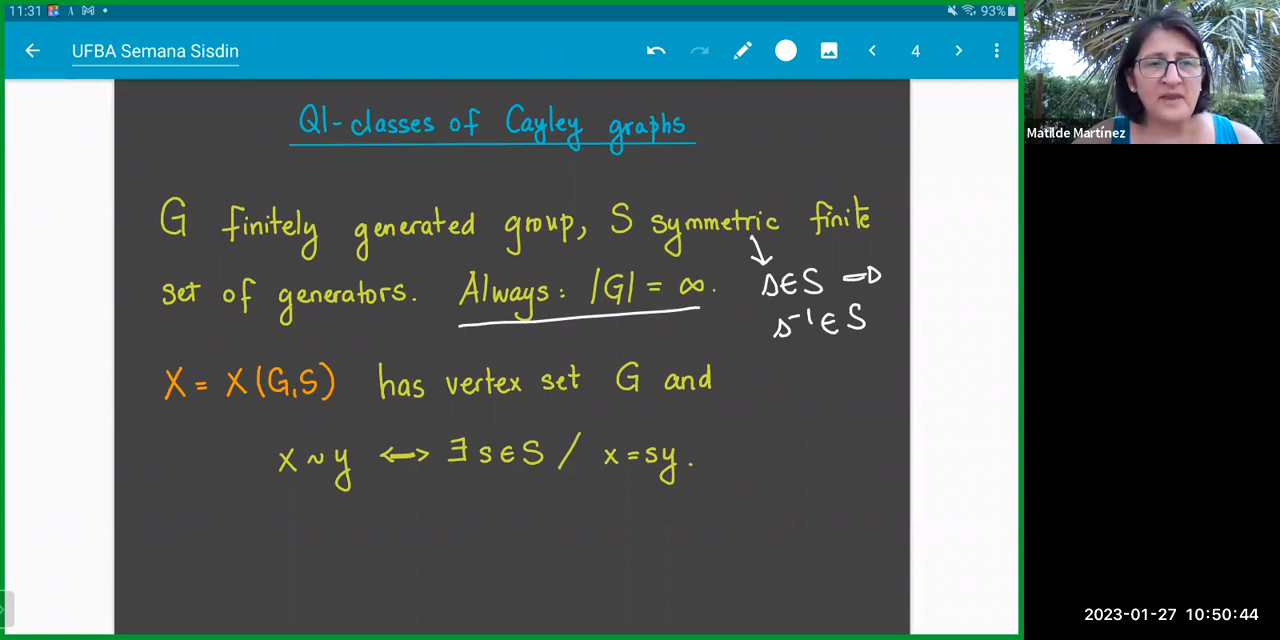 11:31
93%
UFBA Semana Sisdin
4
QI-classes of Cayley graphs
G finitely generated group, S symmetric finite
set of generators. Always: |G| = ∞.
s∈S ⇒
s⁻¹∈S
X = X(G,S) has vertex set G and
x ~ y ⟷ ∃ s∈S / x = sy.
Matilde Martínez
2023-01-27 10:50:44